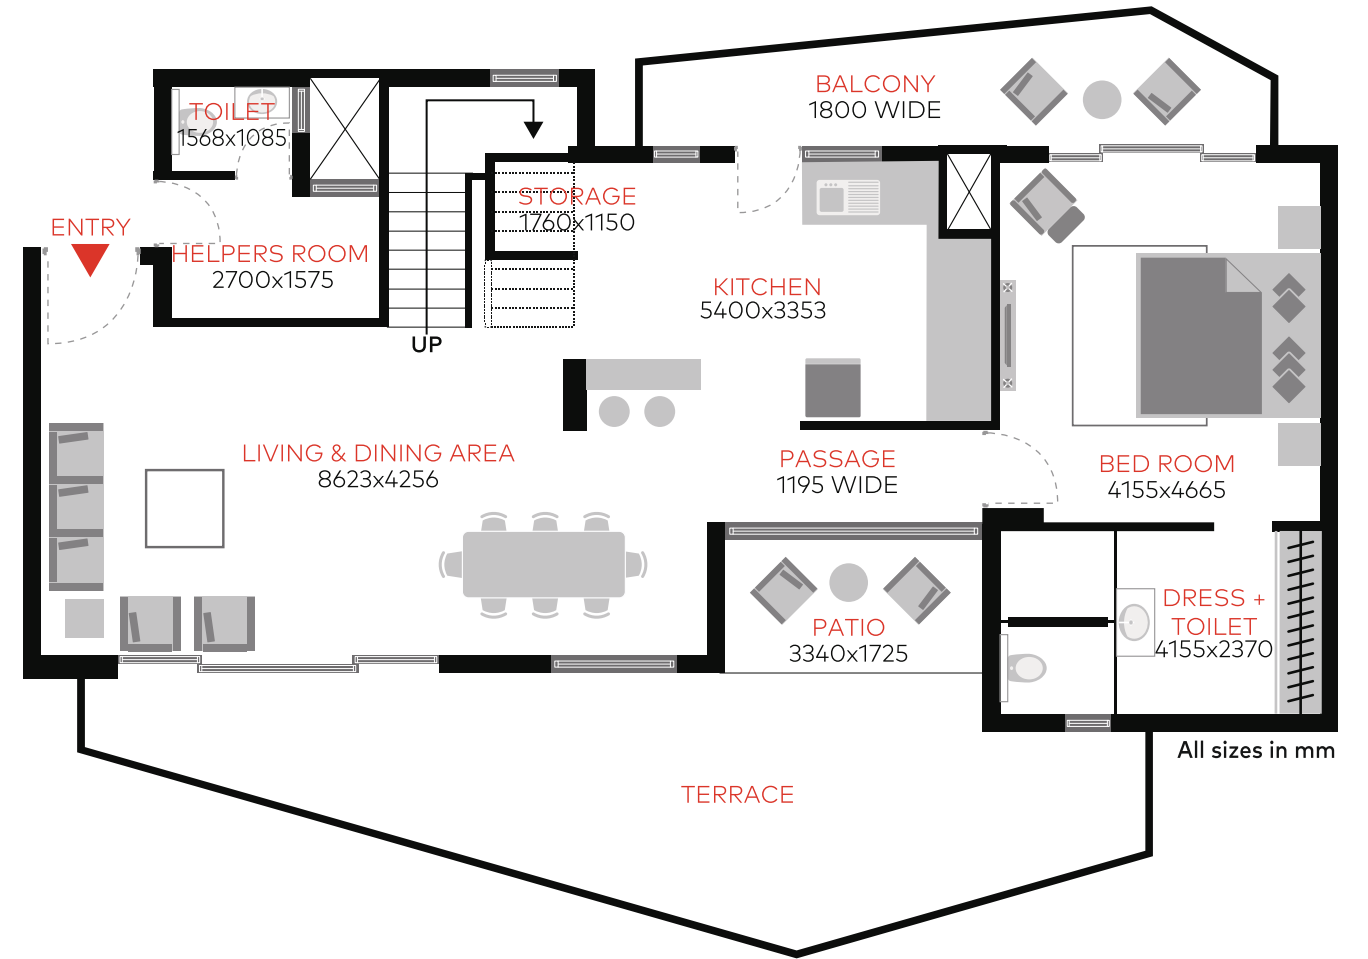 BALCONY
1800 WIDE
TOILET
1568x1085
STORAGE
1760x1150
ENTRY
HELPERS ROOM
2700x1575
KITCHEN
5400x3353
UP
LIVING & DINING AREA
8623x4256
PASSAGE
1195 WIDE
BED ROOM
4155x4665
DRESS +
TOILET
4155x2370
PATIO
3340x1725
All sizes in mm
TERRACE